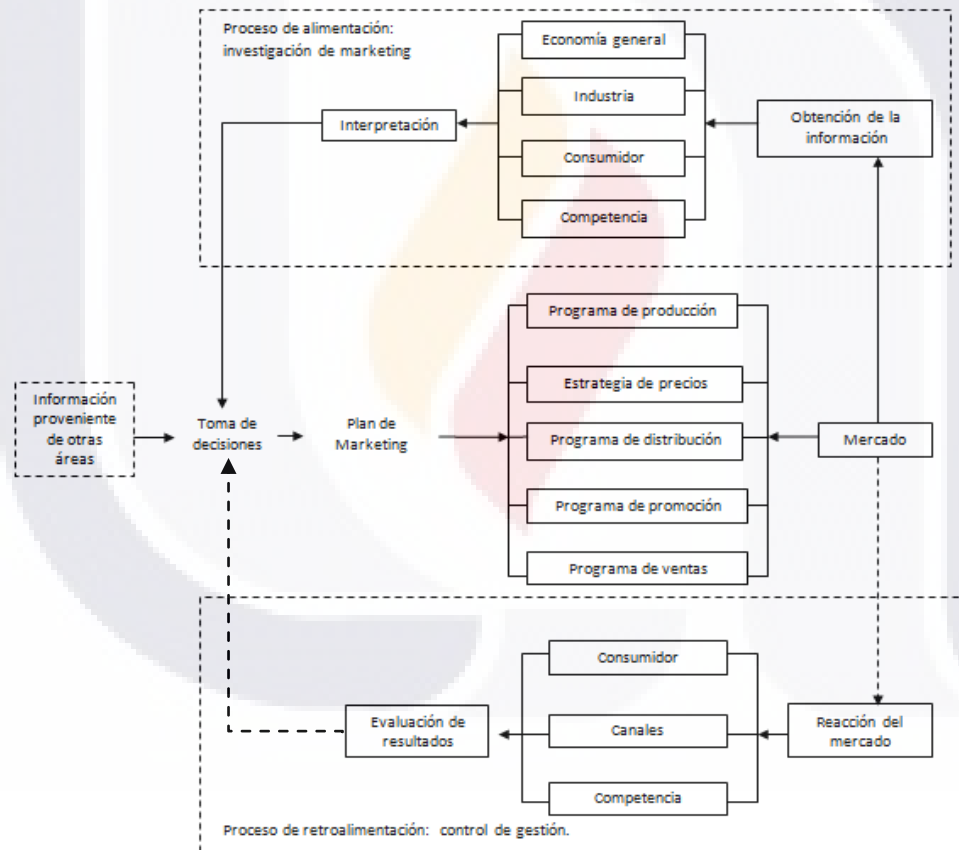 Proceso de alimentación:
investigación de marketing
Economía general
Industria
Consumidor
Competencia
Obtención de la
información
Interpretación
Programa de producción
Estrategia de precios
Programa de distribución
Programa de promoción
Programa de ventas
Información
proveniente
de otras
áreas
Toma de
decisiones
Plan de
Marketing
Mercado
Consumidor
Canales
Competencia
Evaluación de
resultados
Reacción del
mercado
Proceso de retroalimentación: control de gestión.